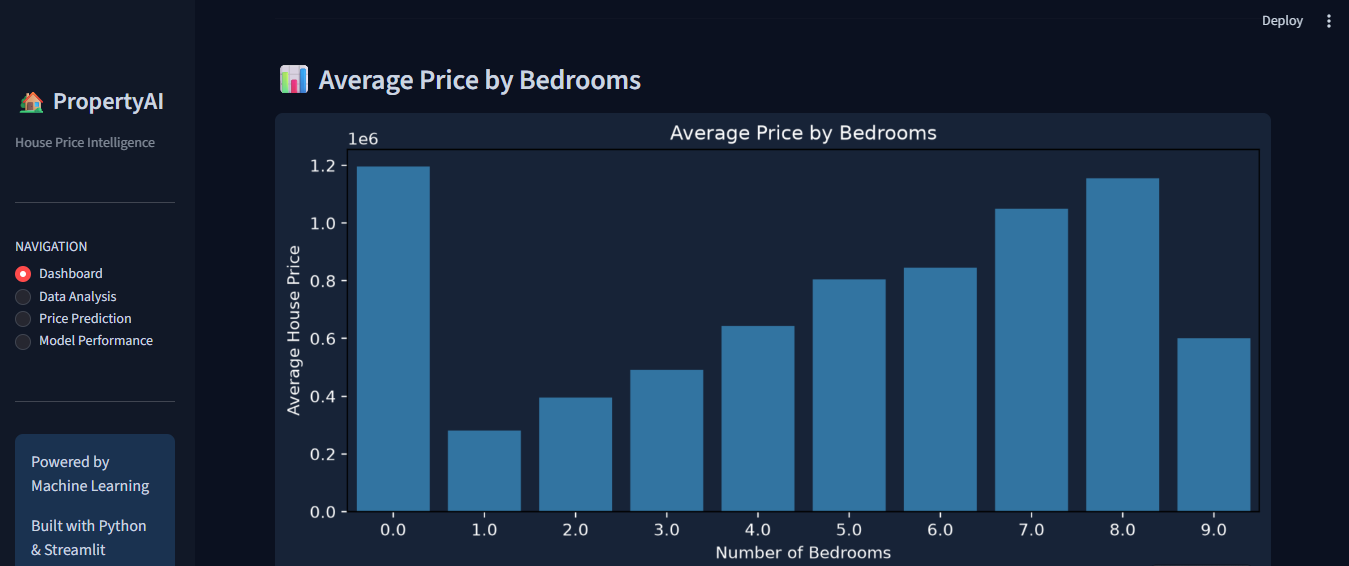 Deploy
🏠 PropertyAI
House Price Intelligence
NAVIGATION
Dashboard
Data Analysis
Price Prediction
Model Performance
Powered by
Machine Learning
Built with Python
& Streamlit
📊 Average Price by Bedrooms
Average Price by Bedrooms
1e6
1.2
1.0
0.8
0.6
0.4
0.2
0.0
Average House Price
0.0 1.0 2.0 3.0 4.0 5.0 6.0 7.0 8.0 9.0
Number of Bedrooms